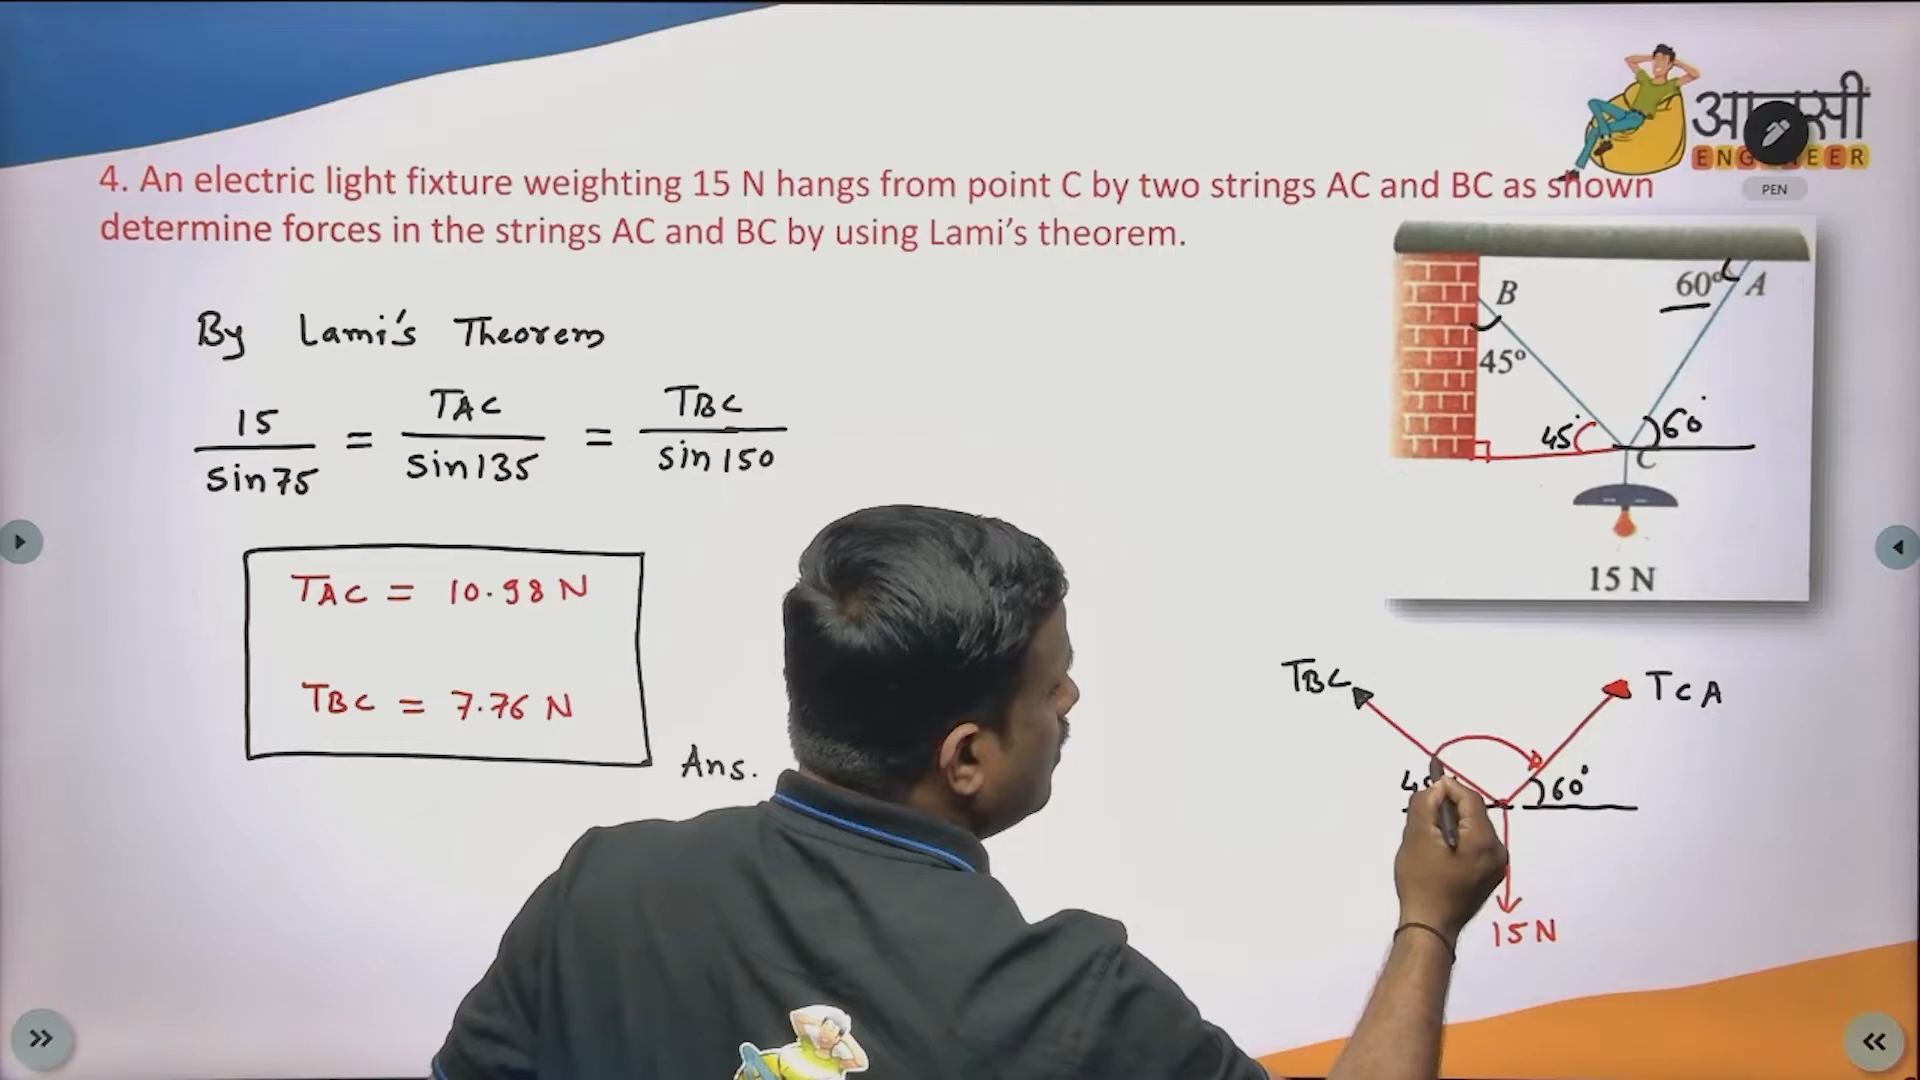 ENG EER
PEN
4. An electric light fixture weighting 15 N hangs from point C by two strings AC and BC as shown
determine forces in the strings AC and BC by using Lami's theorem.
By Lami's Theorem
15 / Sin75 = TAC / Sin135 = TBC / Sin150
TAC = 10.98 N
TBC = 7.76 N
Ans.
B
60° A
45°
45° 60°
C
15 N
TBC TCA
60°
15N